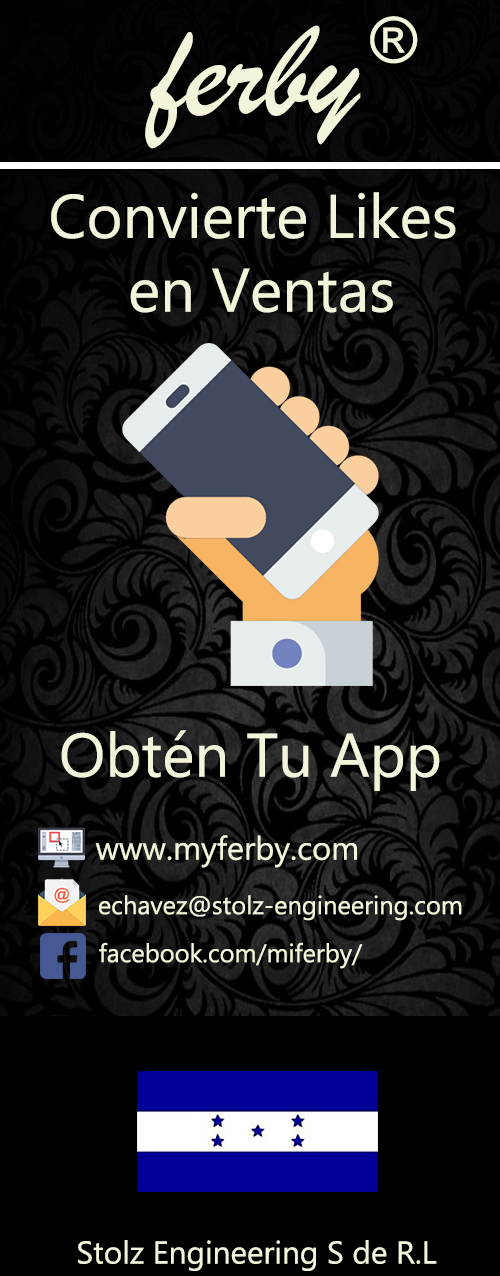 ferby®
Convierte Likes
en Ventas
Obtén Tu App
www.myferby.com
@
echavez@stolz-engineering.com
facebook.com/miferby/
Stolz Engineering S de R.L